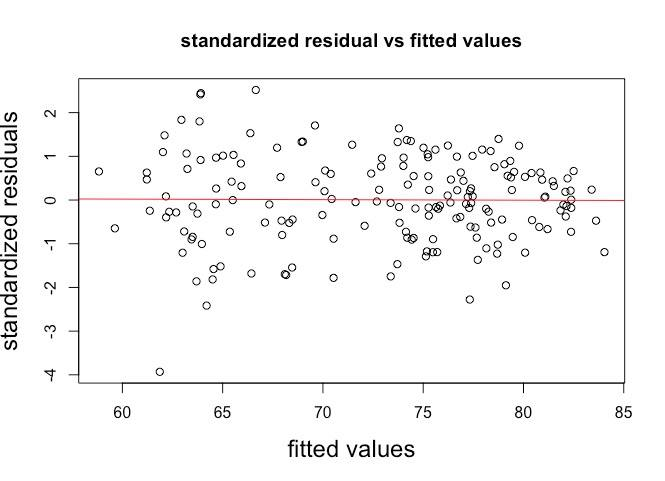 standardized residual vs fitted values
standardized residuals
2
1
0
-1
-2
-3
-4
60 65 70 75 80 85
fitted values